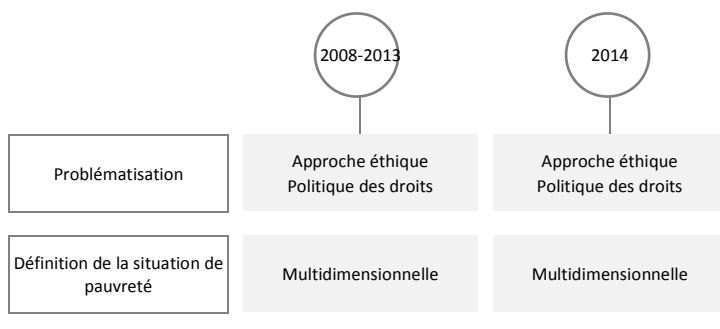 2008-2013
2014
Problématisation
Approche éthique
Politique des droits
Approche éthique
Politique des droits
Définition de la situation de
pauvreté
Multidimensionnelle
Multidimensionnelle